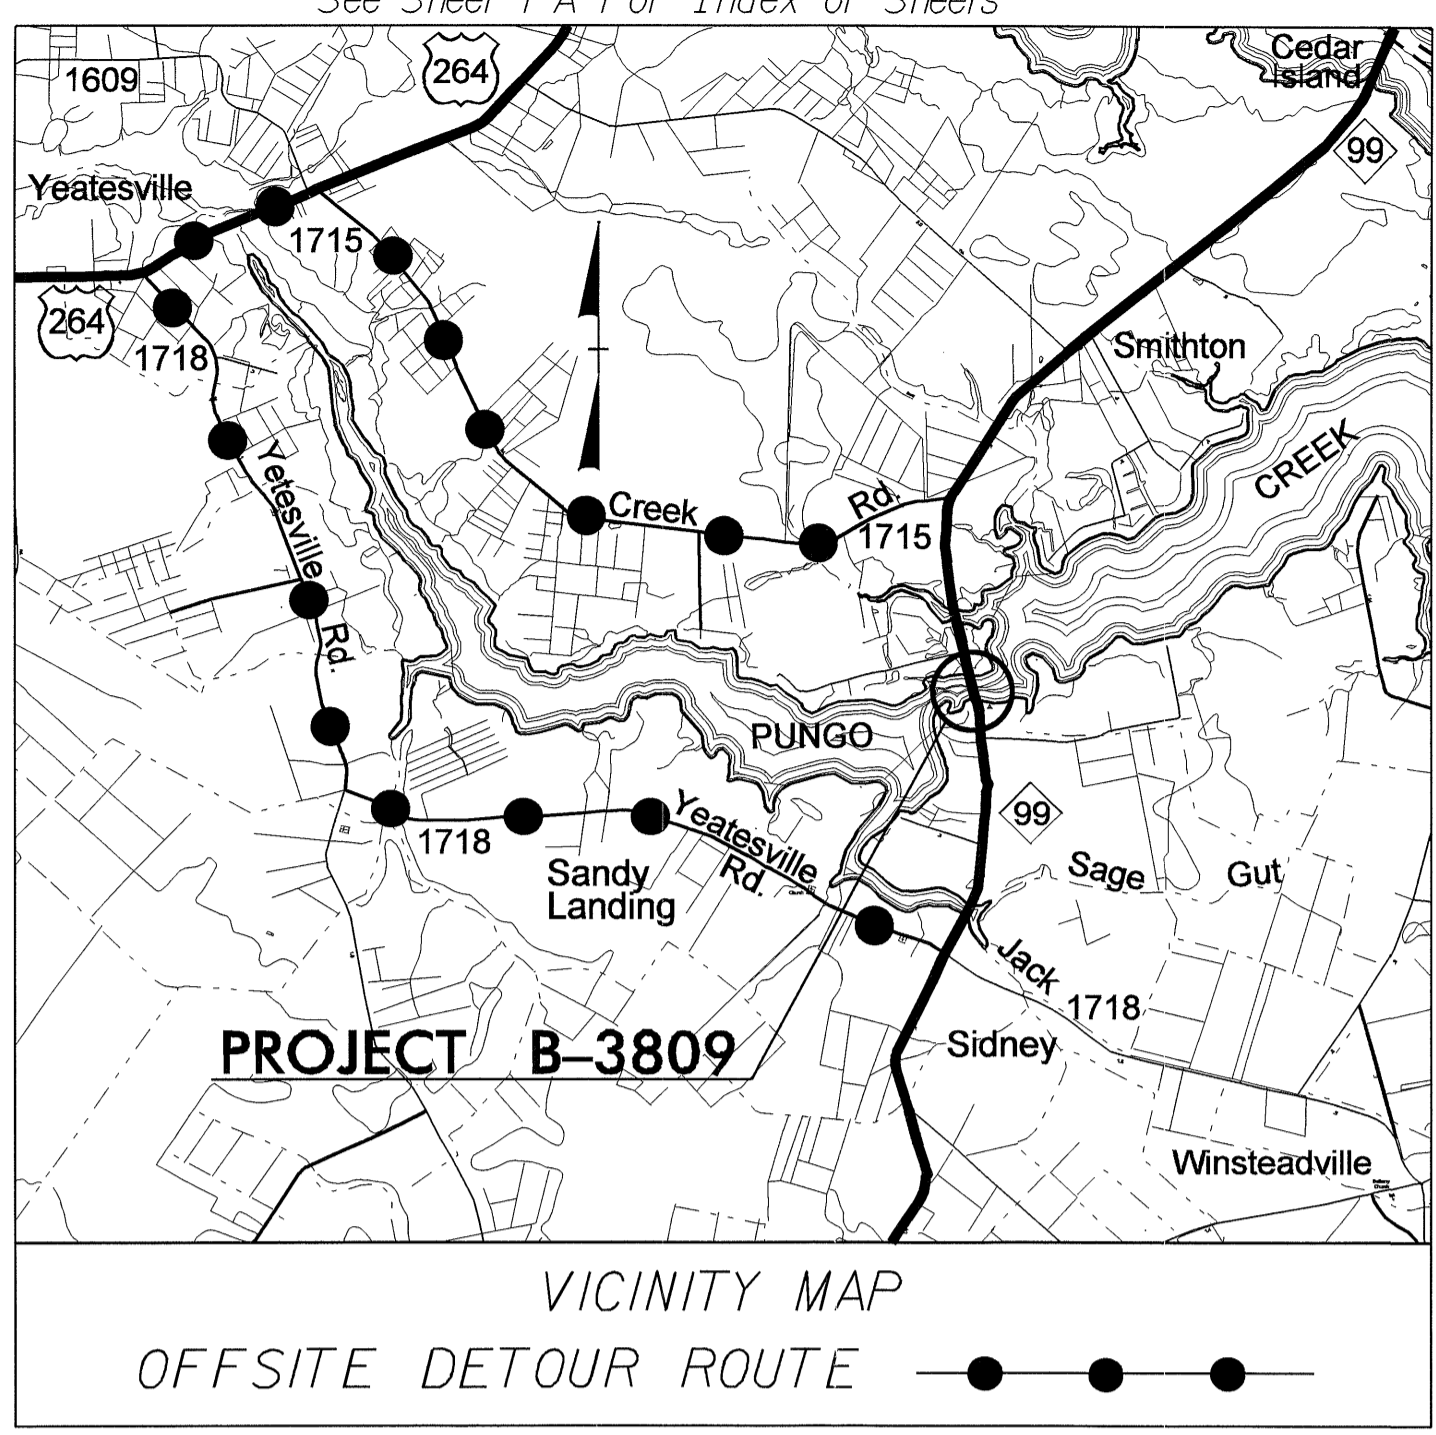 See Sheet 1-A For Index of Sheets
1609
264
Cedar
Island
99
Yeatesville
1715
264
1718
Smithton
CREEK
Yetesville
Rd.
Creek
Rd.
1715
PUNGO
99
1718
Yeatesville
Rd.
Sandy
Landing
Sage Gut
Jack
1718
Sidney
PROJECT B–3809
Winsteadville
VICINITY MAP
OFFSITE DETOUR ROUTE